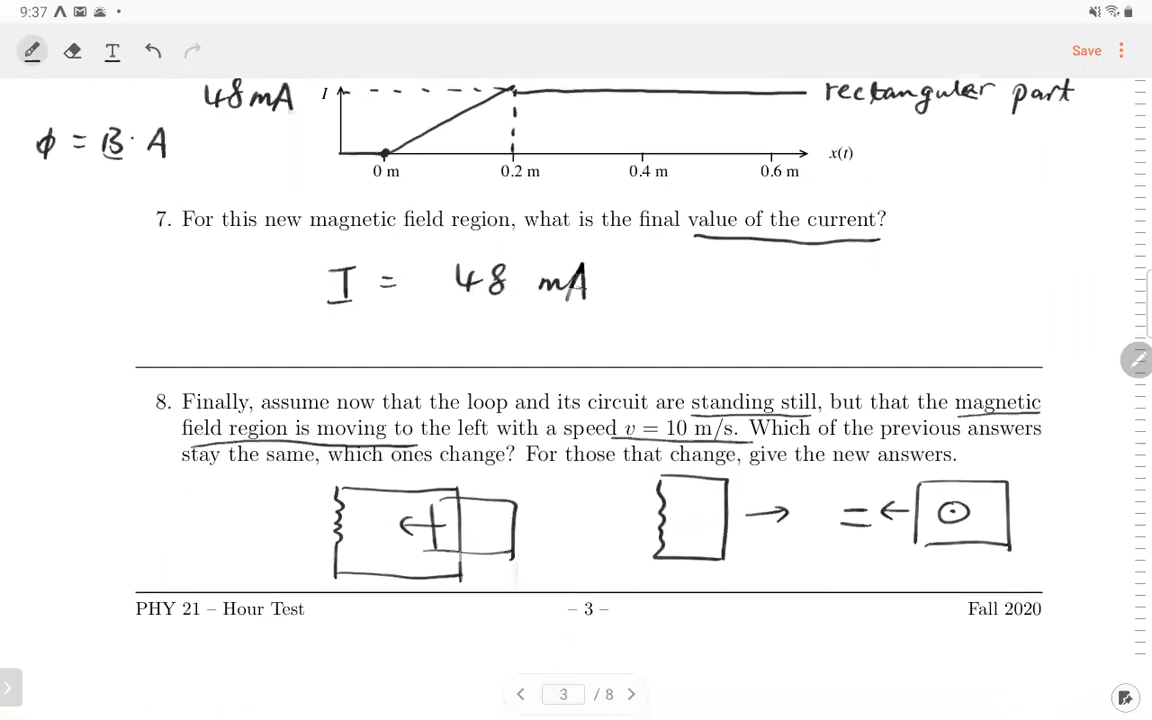 9:37
T
Save
48 mA
I
rectangular part
ϕ = B · A
x(t)
0 m 0.2 m 0.4 m 0.6 m
7. For this new magnetic field region, what is the final value of the current?
I = 48 mA
8. Finally, assume now that the loop and its circuit are standing still, but that the magnetic
field region is moving to the left with a speed v = 10 m/s. Which of the previous answers
stay the same, which ones change? For those that change, give the new answers.
=
PHY 21 – Hour Test – 3 – Fall 2020
3 / 8